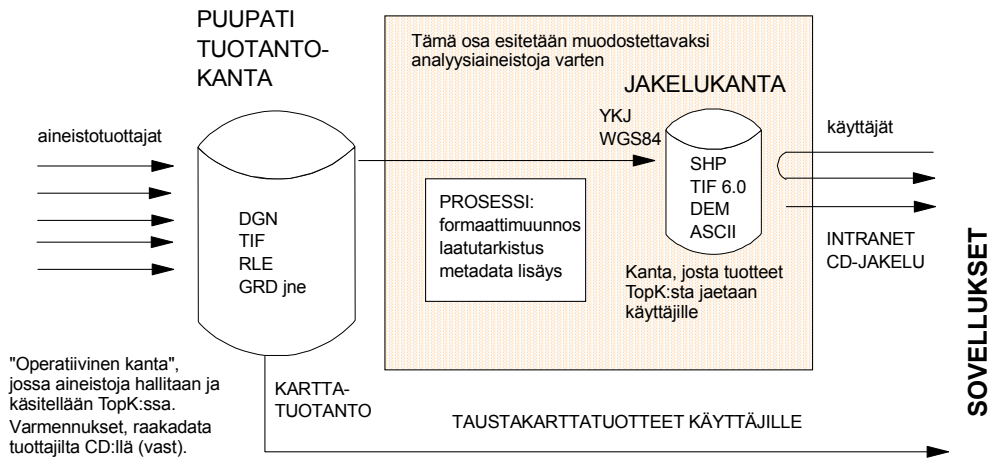 PUUPATI
TUOTANTO-
KANTA
Tämä osa esitetään muodostettavaksi
analyysiaineistoja varten
JAKELUKANTA
aineistotuottajat
YKJ
WGS84
käyttäjät
DGN
TIF
RLE
GRD jne
PROSESSI:
formaattimuunnos
laatutarkistus
metadata lisäys
SHP
TIF 6.0
DEM
ASCII
INTRANET
CD-JAKELU
Kanta, josta tuotteet
TopK:sta jaetaan
käyttäjille
SOVELLUKSET
"Operatiivinen kanta",
jossa aineistoja hallitaan ja
käsitellään TopK:ssa.
Varmennukset, raakadata
tuottajilta CD:llä (vast).
KARTTA-
TUOTANTO
TAUSTAKARTTATUOTTEET KÄYTTÄJILLE